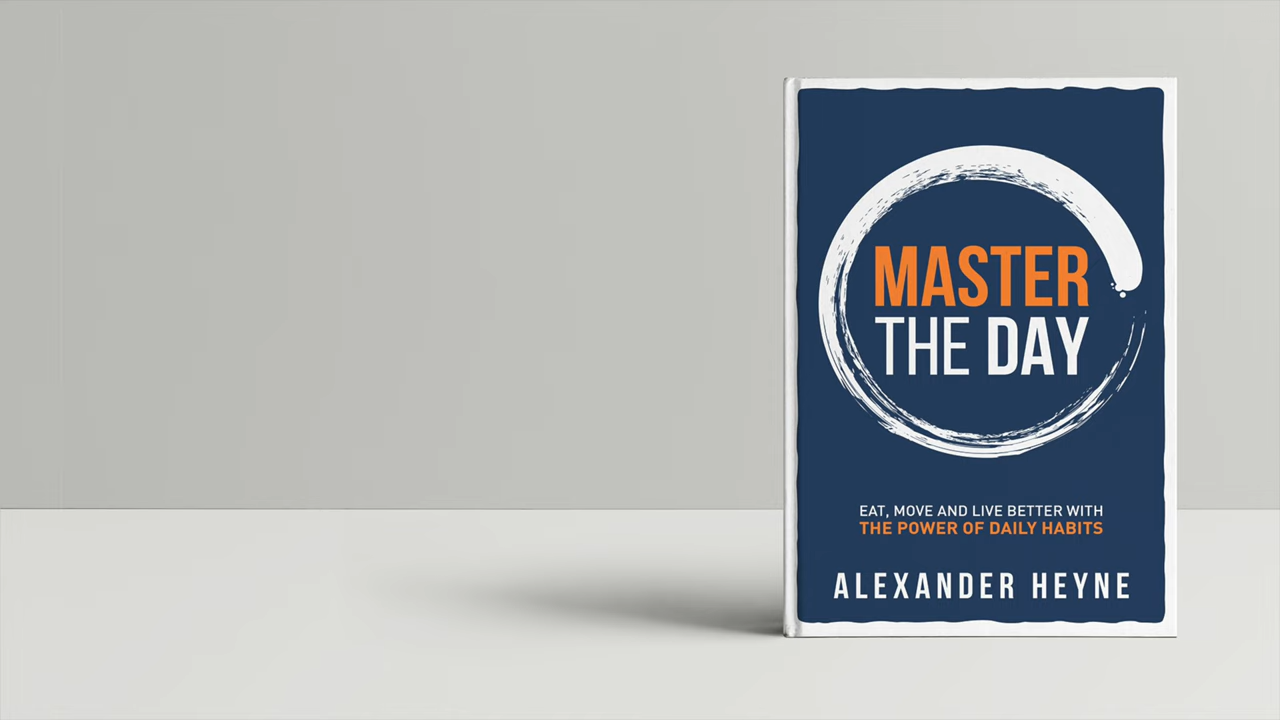 MASTER
THE DAY
EAT, MOVE AND LIVE BETTER WITH
THE POWER OF DAILY HABITS
ALEXANDER HEYNE